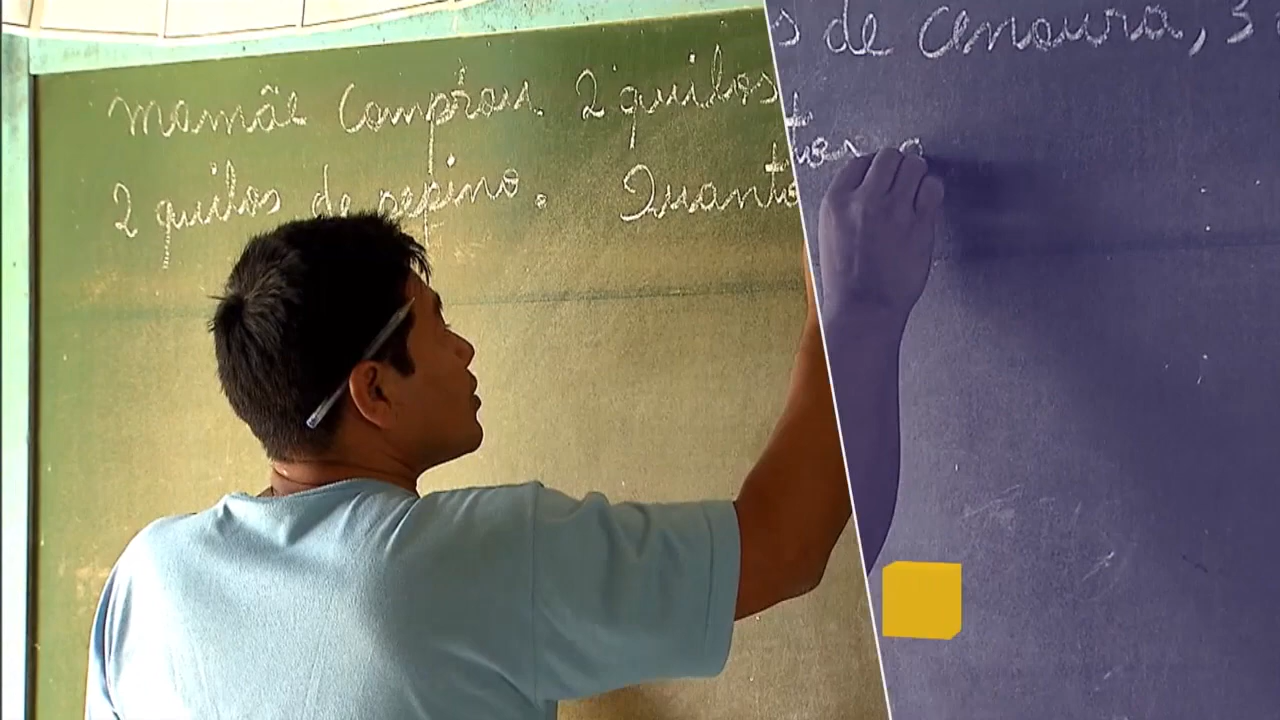 mamãe comprou 2 quilos de cenoura, 3
2 quilos de pepino. Quanto